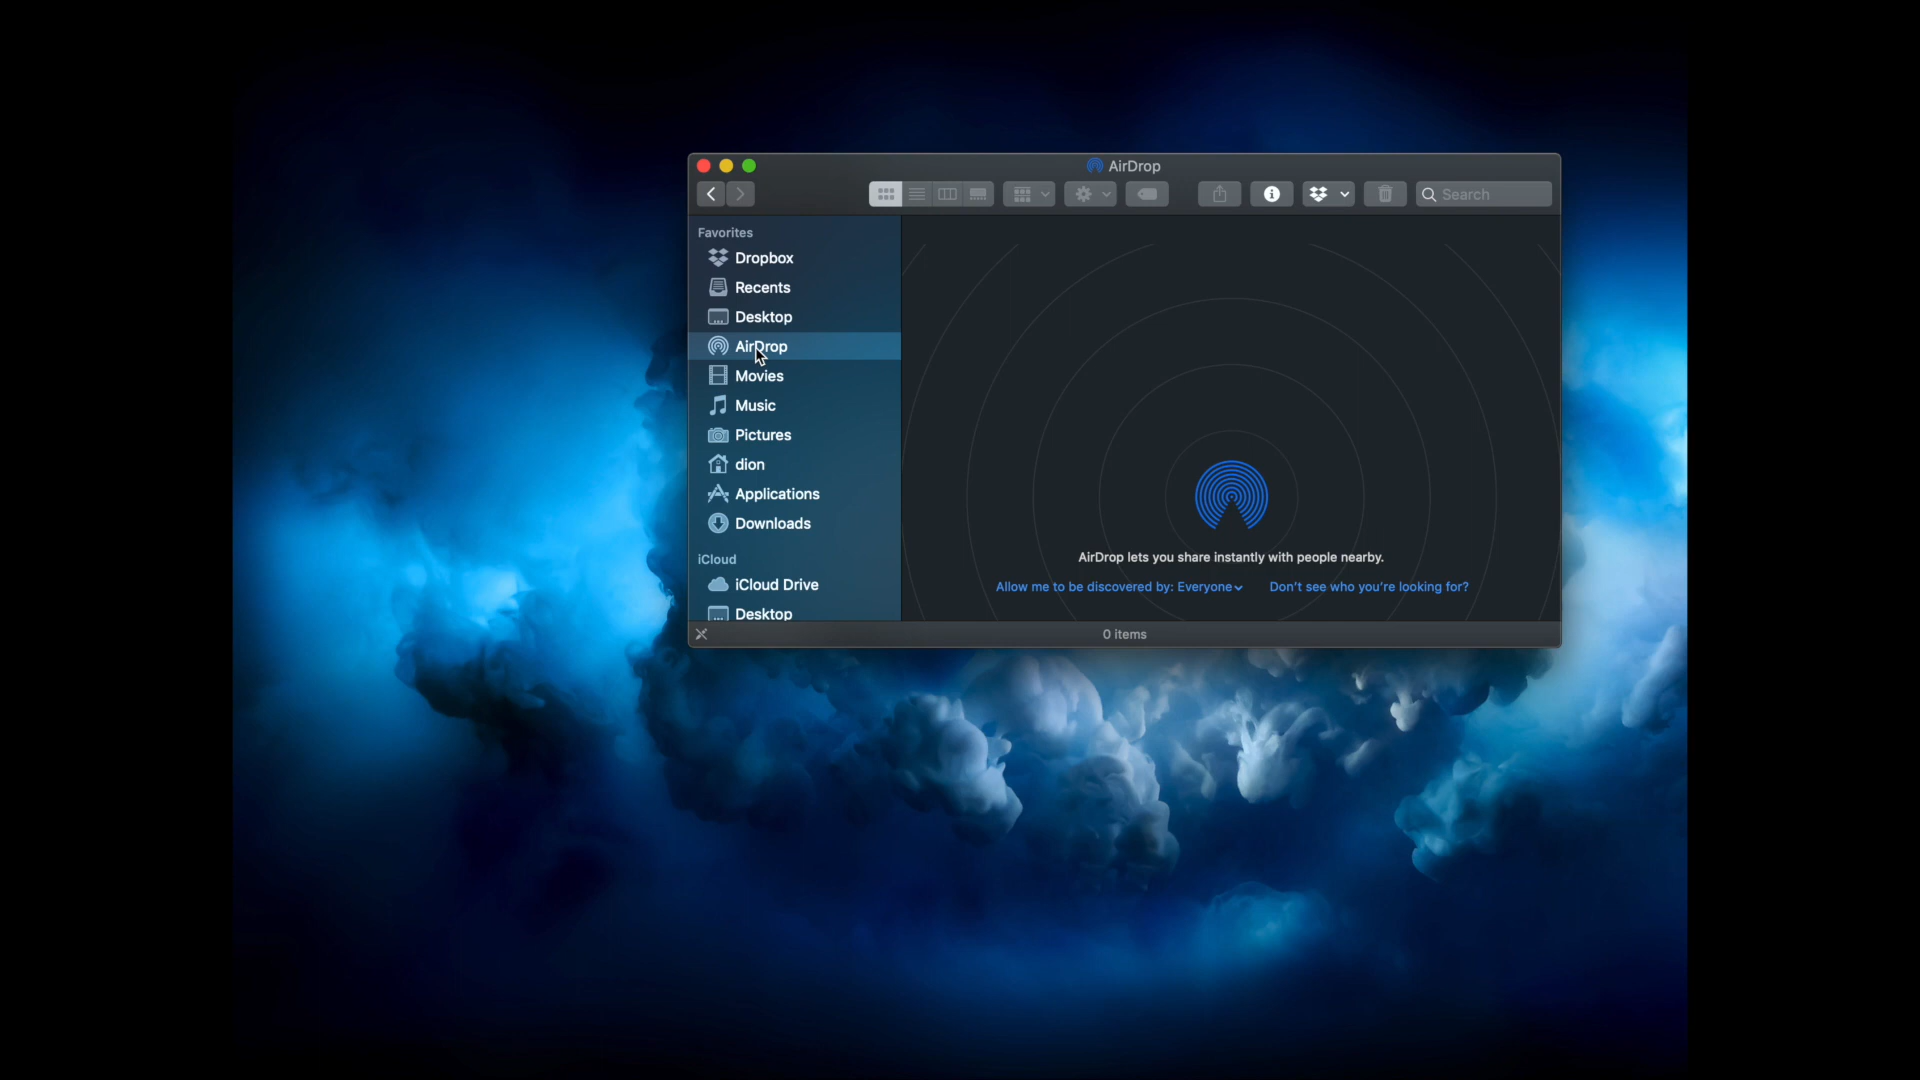 AirDrop
Search
Favorites
Dropbox
Recents
Desktop
AirDrop
Movies
Music
Pictures
dion
Applications
Downloads
iCloud
iCloud Drive
Desktop
AirDrop lets you share instantly with people nearby.
Allow me to be discovered by: Everyone Don't see who you're looking for?
0 items